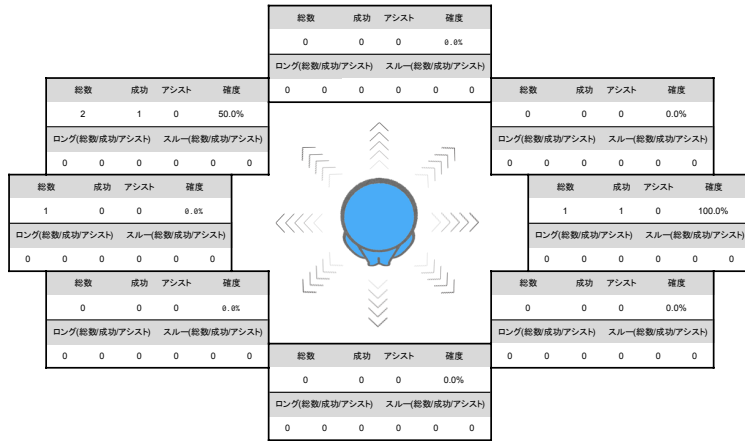 総数 成功 アシスト 確度
0 0 0 0.0%
ロング(総数/成功/アシスト) スルー(総数/成功/アシスト)
0 0 0 0 0 0
総数 成功 アシスト 確度
2 1 0 50.0%
ロング(総数/成功/アシスト) スルー(総数/成功/アシスト)
0 0 0 0 0 0
総数 成功 アシスト 確度
0 0 0 0.0%
ロング(総数/成功/アシスト) スルー(総数/成功/アシスト)
0 0 0 0 0 0
総数 成功 アシスト 確度
1 0 0 0.0%
ロング(総数/成功/アシスト) スルー(総数/成功/アシスト)
0 0 0 0 0 0
総数 成功 アシスト 確度
1 1 0 100.0%
ロング(総数/成功/アシスト) スルー(総数/成功/アシスト)
0 0 0 0 0 0
総数 成功 アシスト 確度
0 0 0 0.0%
ロング(総数/成功/アシスト) スルー(総数/成功/アシスト)
0 0 0 0 0 0
総数 成功 アシスト 確度
0 0 0 0.0%
ロング(総数/成功/アシスト) スルー(総数/成功/アシスト)
0 0 0 0 0 0
総数 成功 アシスト 確度
0 0 0 0.0%
ロング(総数/成功/アシスト) スルー(総数/成功/アシスト)
0 0 0 0 0 0